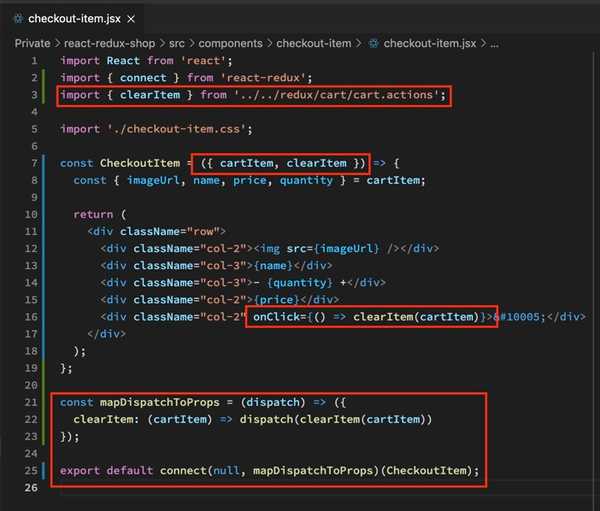 checkout-item.jsx ×
Private > react-redux-shop > src > components > checkout-item > checkout-item.jsx > ...
1 import React from 'react';
2 import { connect } from 'react-redux';
3 import { clearItem } from '../../redux/cart/cart.actions';
4
5 import './checkout-item.css';
6
7 const CheckoutItem = ({ cartItem, clearItem }) => {
8 const { imageUrl, name, price, quantity } = cartItem;
9
10 return (
11 <div className="row">
12 <div className="col-2"><img src={imageUrl} /></div>
13 <div className="col-3">{name}</div>
14 <div className="col-3">- {quantity} +</div>
15 <div className="col-2">{price}</div>
16 <div className="col-2" onClick={() => clearItem(cartItem)}>&#10005;</div>
17 </div>
18 );
19 };
20
21 const mapDispatchToProps = (dispatch) => ({
22 clearItem: (cartItem) => dispatch(clearItem(cartItem))
23 });
24
25 export default connect(null, mapDispatchToProps)(CheckoutItem);
26